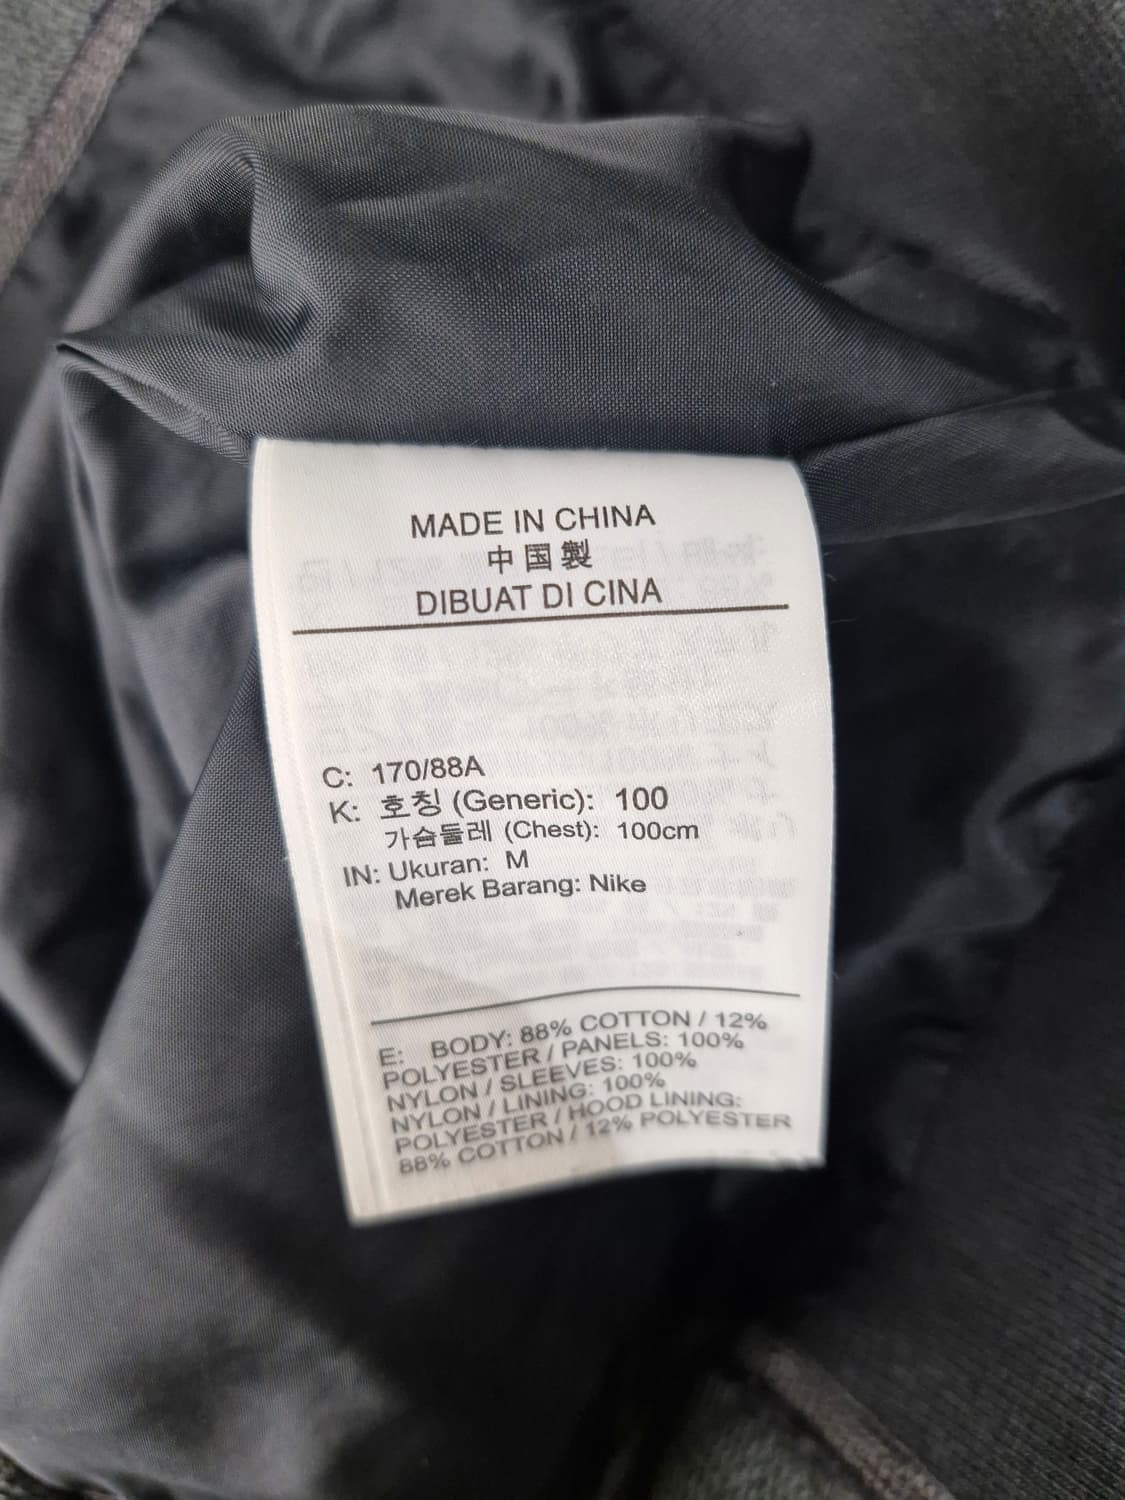 MADE IN CHINA
中国製
DIBUAT DI CINA
C: 170/88A
K: 호칭 (Generic): 100
가슴둘레 (Chest): 100cm
IN: Ukuran: M
Merek Barang: Nike
E: BODY: 88% COTTON / 12%
POLYESTER / PANELS: 100%
NYLON / SLEEVES: 100%
NYLON / LINING: 100%
POLYESTER / HOOD LINING:
88% COTTON / 12% POLYESTER